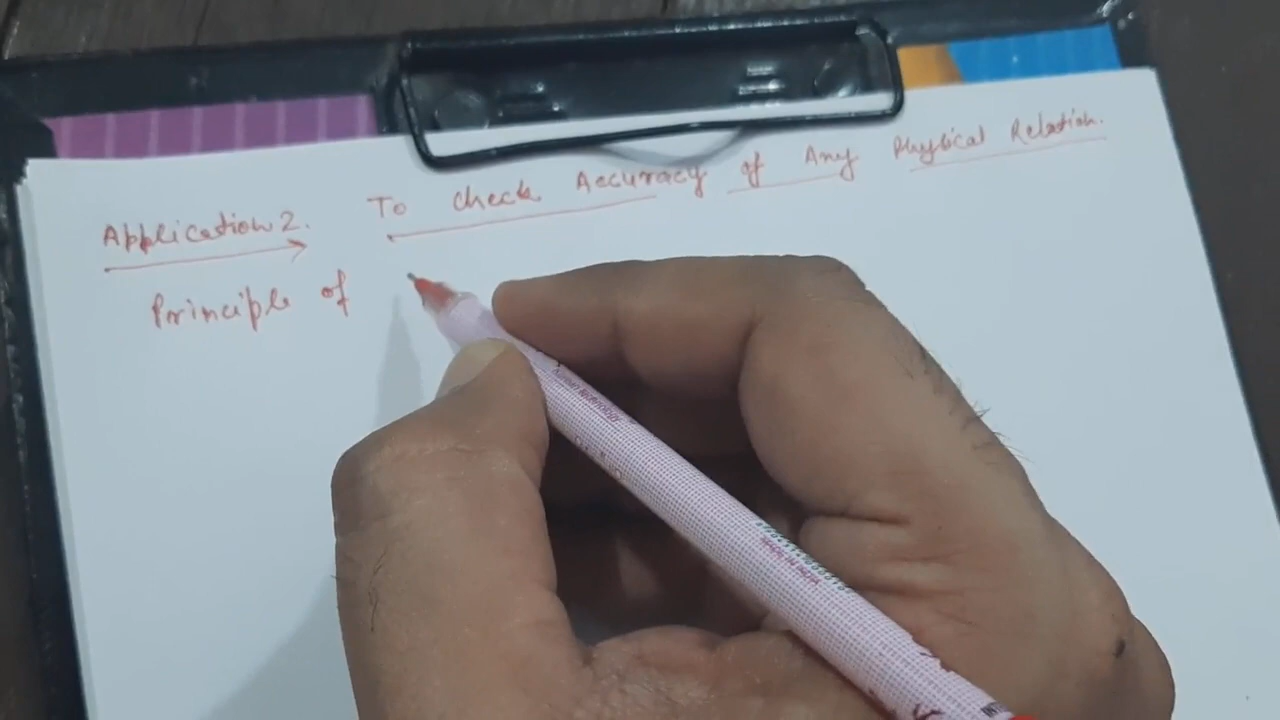 Application 2. To check Accuracy of Any Physical Relation.
Principle of